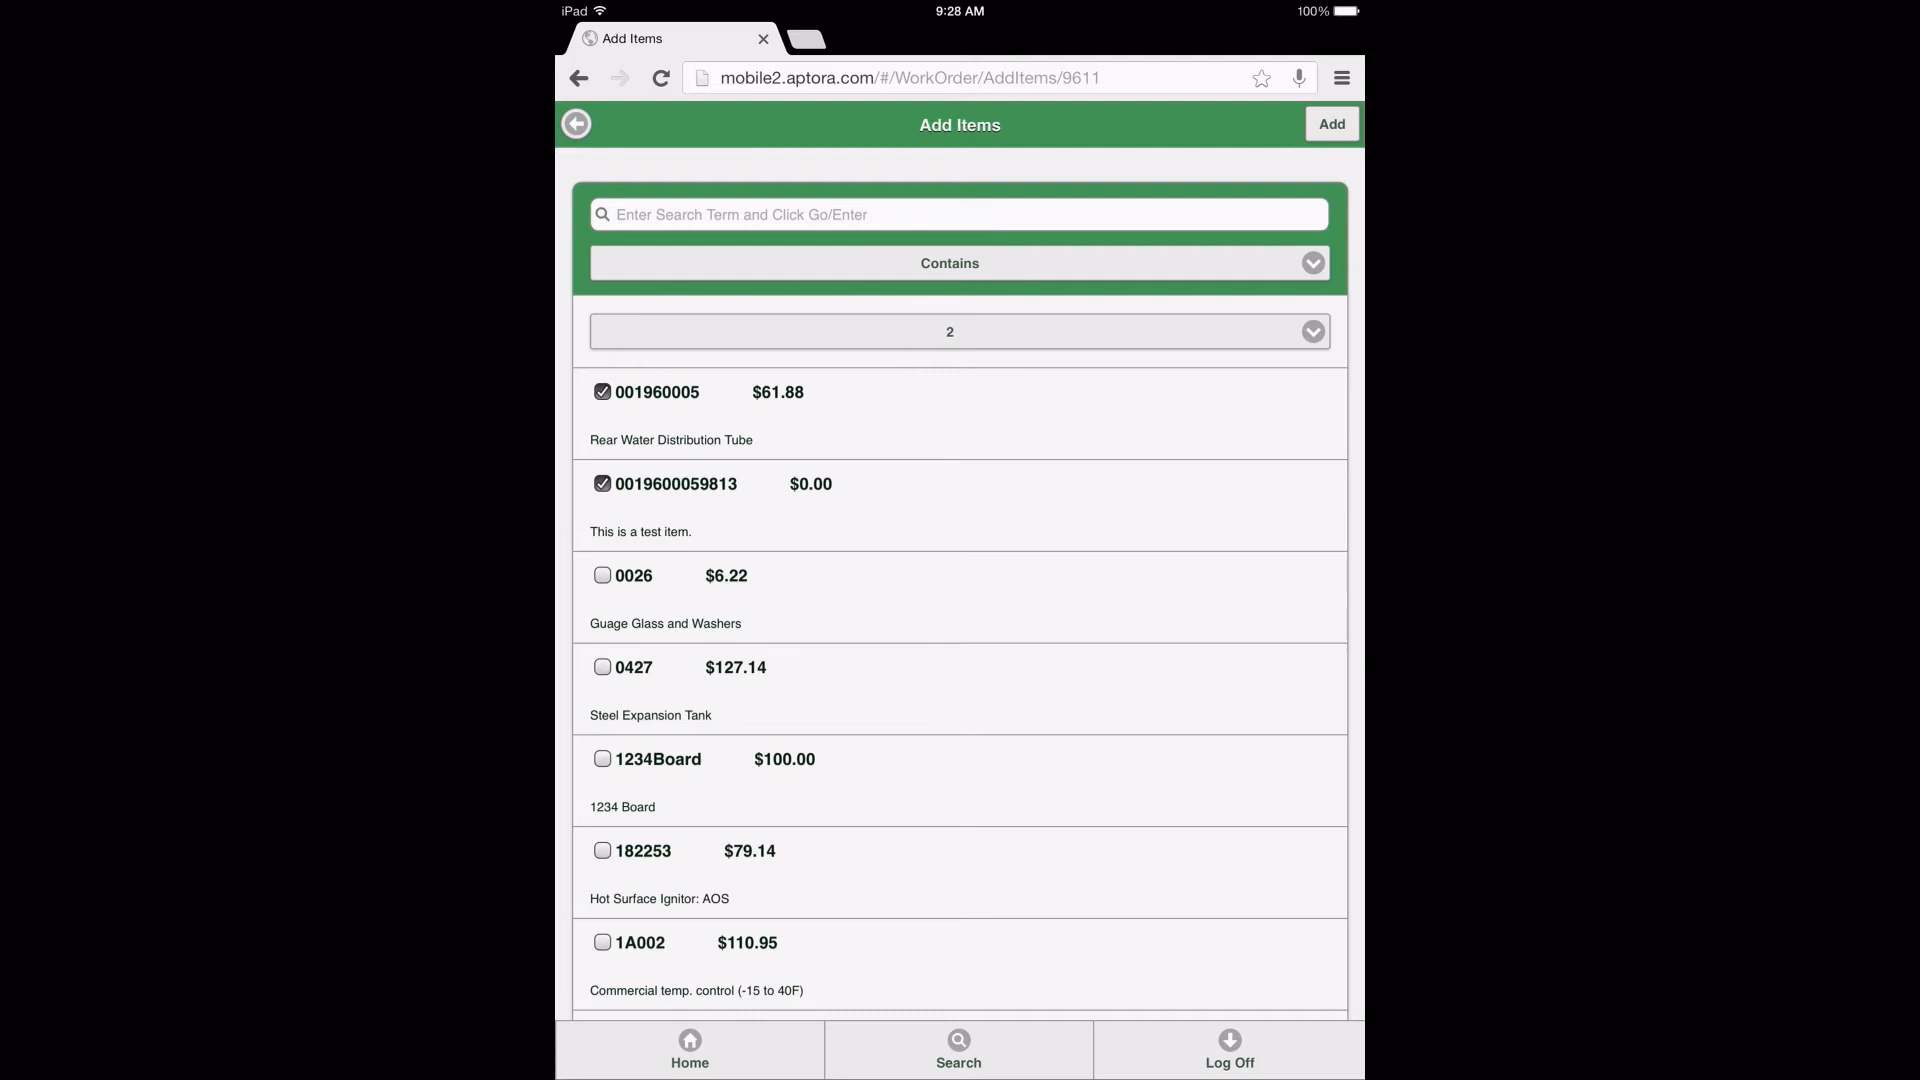 iPad 9:28 AM 100%
Add Items
mobile2.aptora.com/#/WorkOrder/AddItems/9611
Add Items Add
Enter Search Term and Click Go/Enter
Contains
2
001960005 $61.88
Rear Water Distribution Tube
0019600059813 $0.00
This is a test item.
0026 $6.22
Guage Glass and Washers
0427 $127.14
Steel Expansion Tank
1234Board $100.00
1234 Board
182253 $79.14
Hot Surface Ignitor: AOS
1A002 $110.95
Commercial temp. control (-15 to 40F)
Home Search Log Off